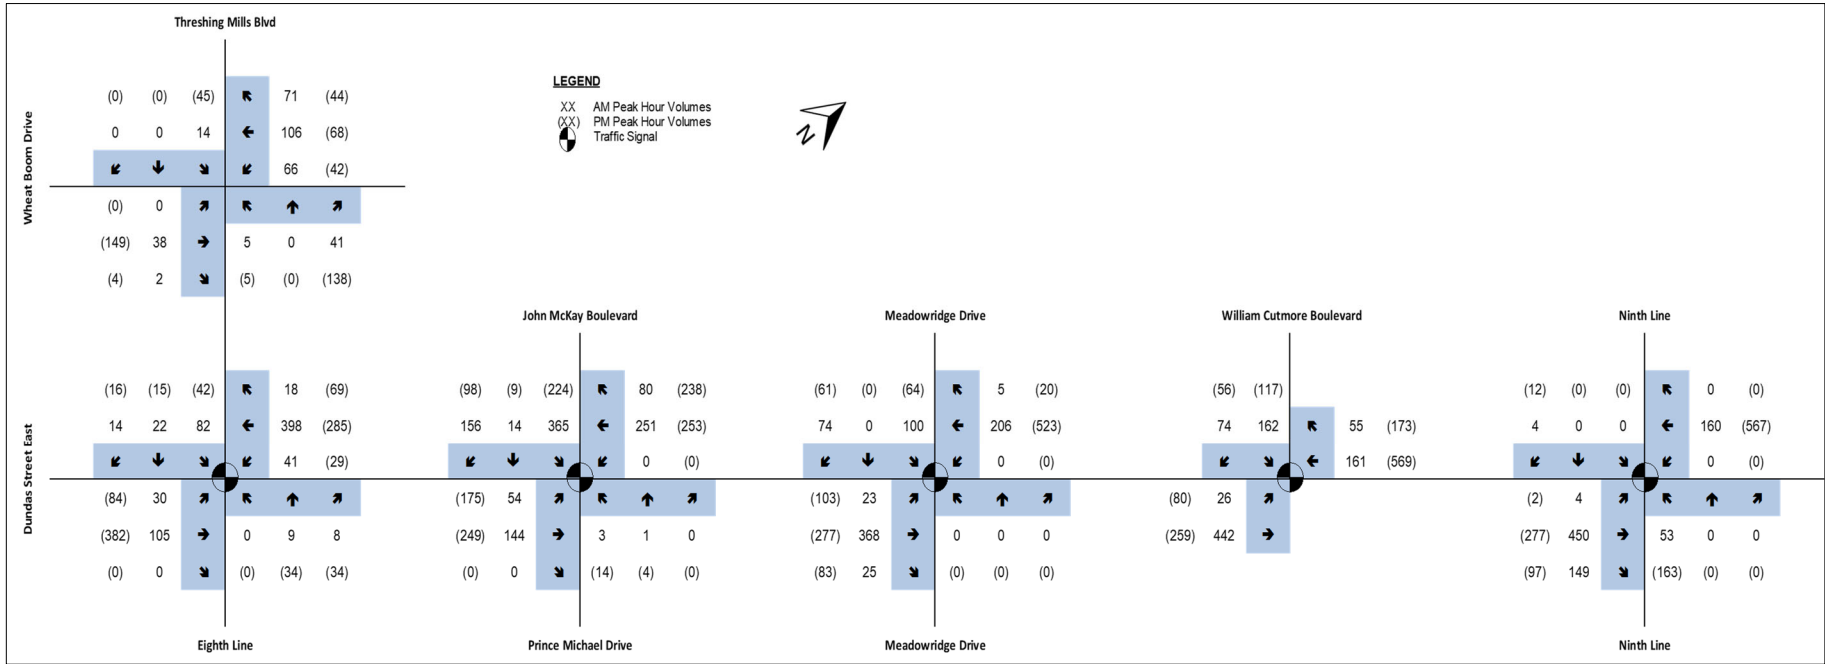 Threshing Mills Blvd
Wheat Boom Drive
(0) (0) (45) 71 (44)
0 0 14 106 (68)
66 (42)
(0) 0
(149) 38 5 0 41
(4) 2 (5) (0) (138)
LEGEND
XX AM Peak Hour Volumes
(XX) PM Peak Hour Volumes
Traffic Signal
N
Dundas Street East
(16) (15) (42) 18 (69)
14 22 82 398 (285)
41 (29)
(84) 30
(382) 105 0 9 8
(0) 0 (0) (34) (34)
Eighth Line
John McKay Boulevard
(98) (9) (224) 80 (238)
156 14 365 251 (253)
0 (0)
(175) 54
(249) 144 3 1 0
(0) 0 (14) (4) (0)
Prince Michael Drive
Meadowridge Drive
(61) (0) (64) 5 (20)
74 0 100 206 (523)
0 (0)
(103) 23
(277) 368 0 0 0
(83) 25 (0) (0) (0)
Meadowridge Drive
William Cutmore Boulevard
(56) (117)
74 162 55 (173)
161 (569)
(80) 26
(259) 442
Ninth Line
(12) (0) (0) 0 (0)
4 0 0 160 (567)
0 (0)
(2) 4
(277) 450 53 0 0
(97) 149 (163) (0) (0)
Ninth Line